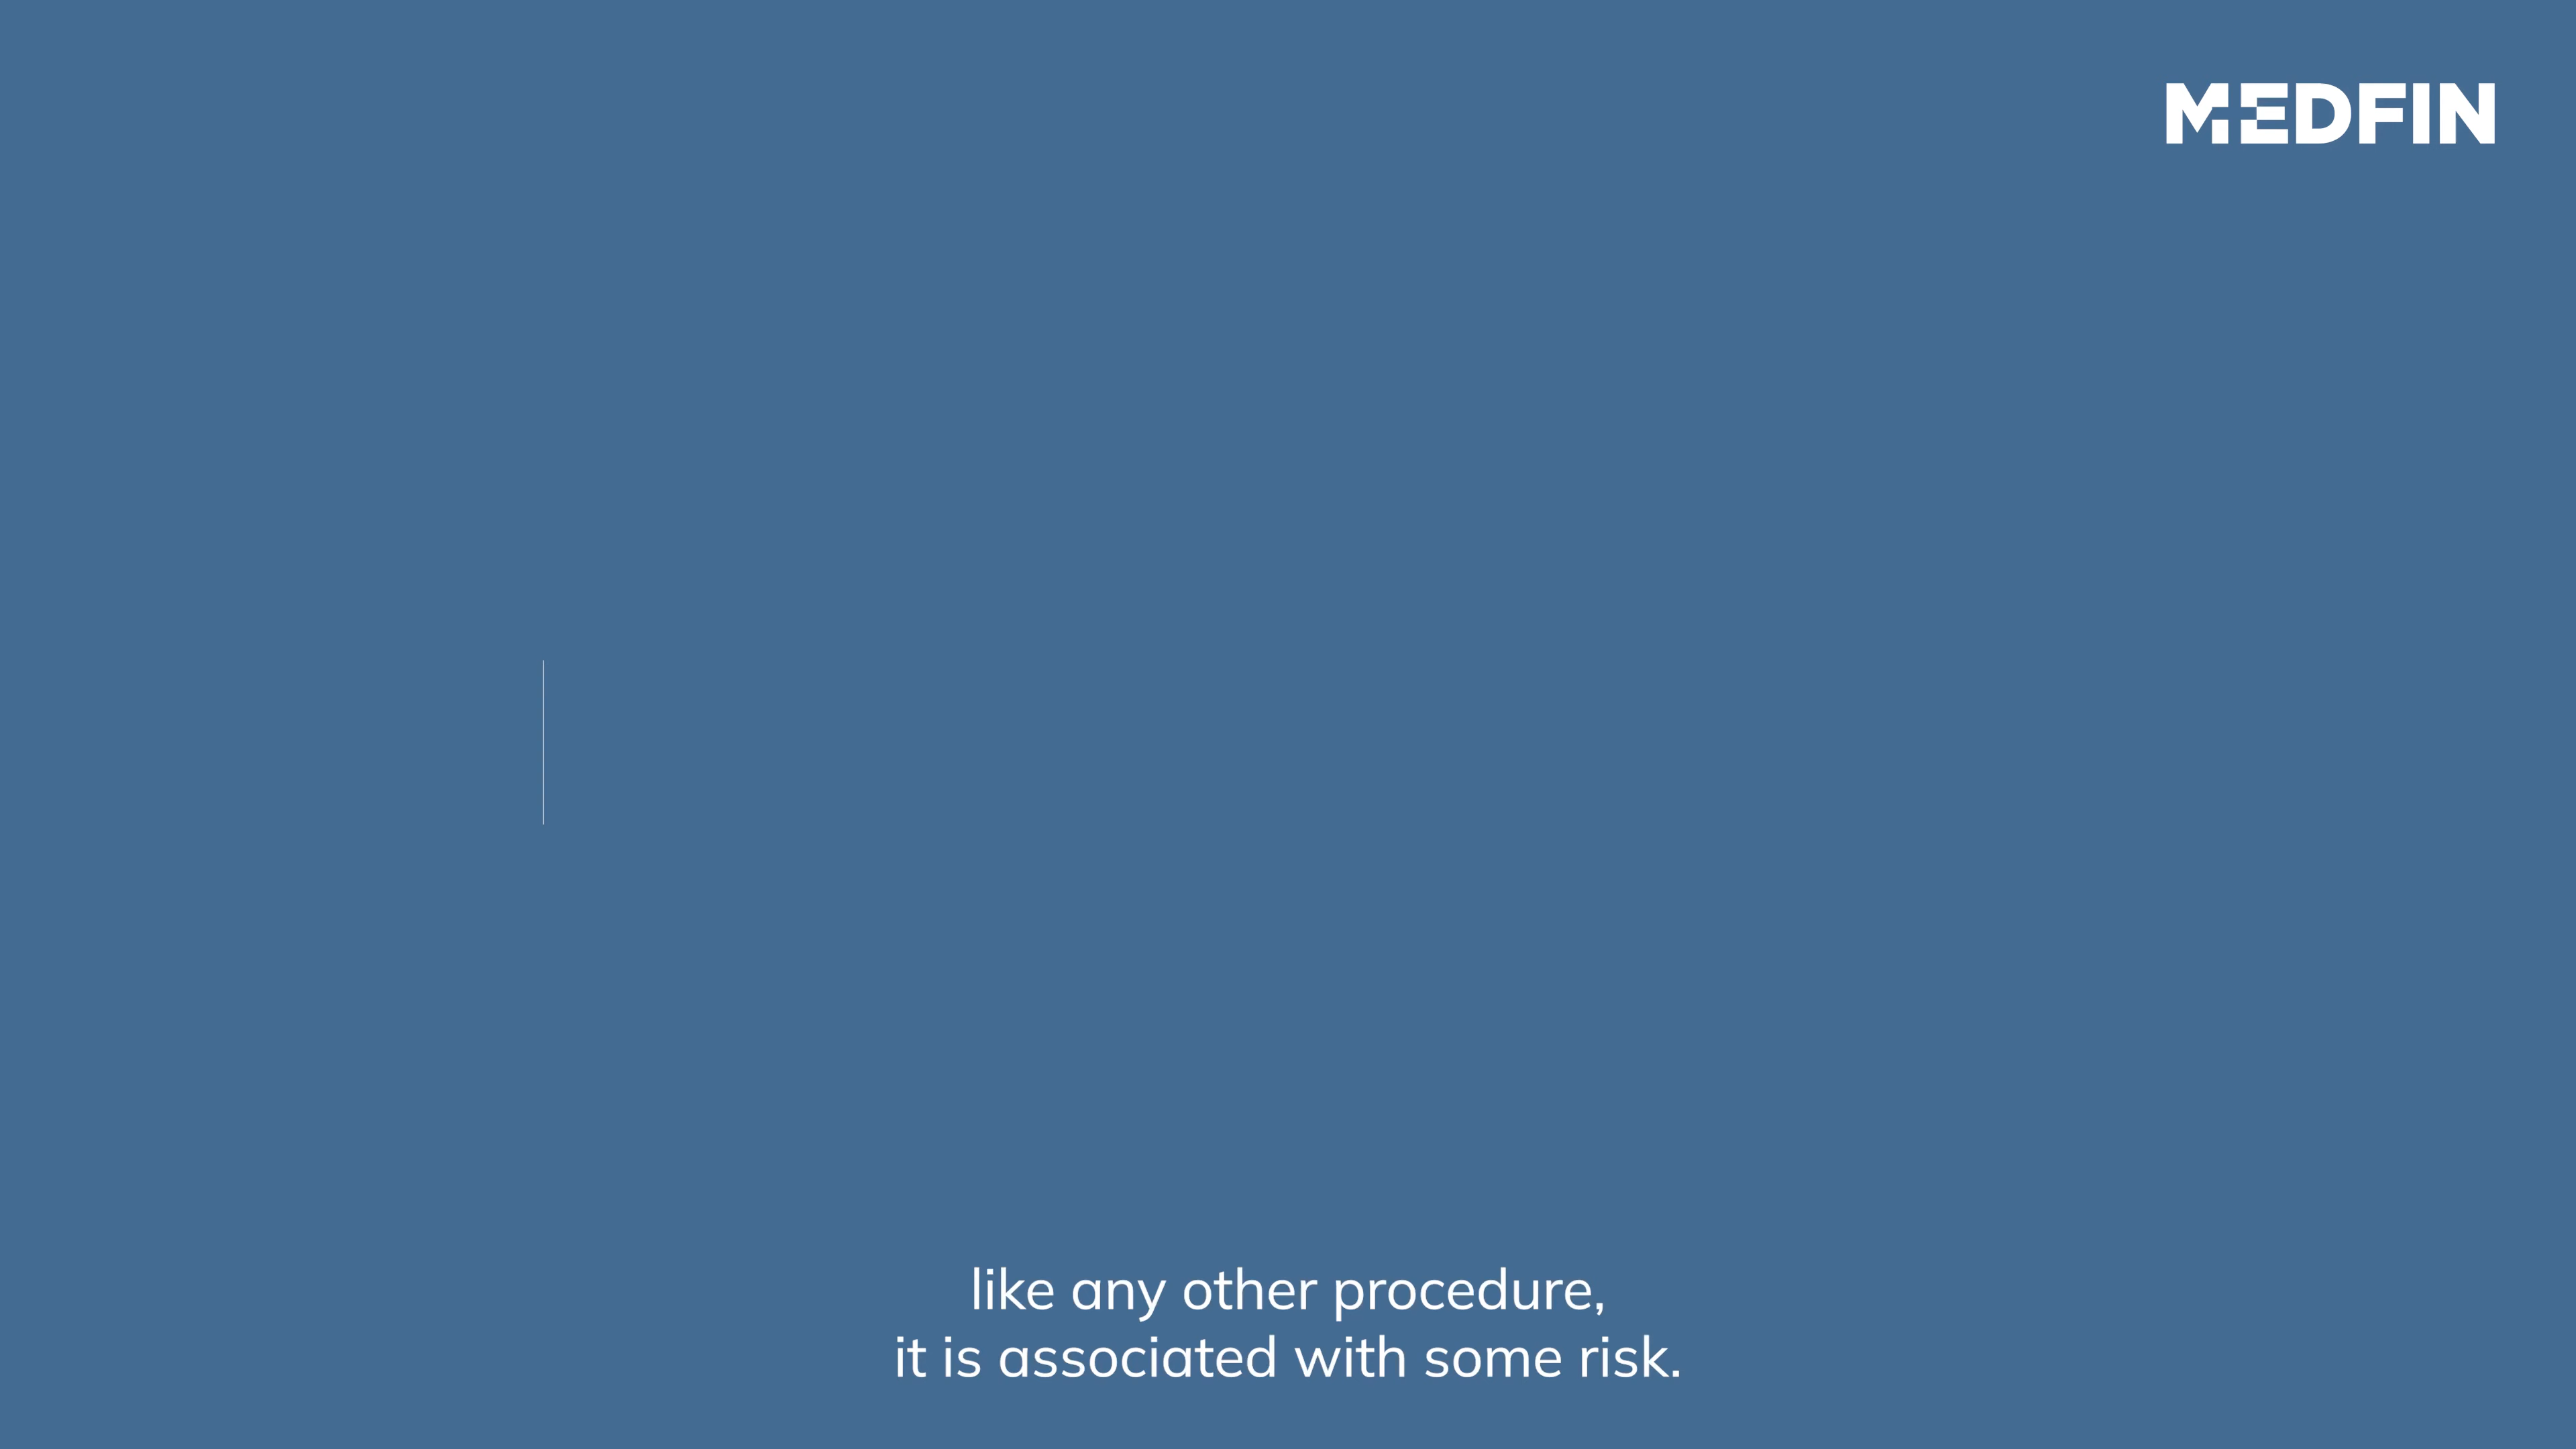 MEDFIN
like any other procedure,
it is associated with some risk.